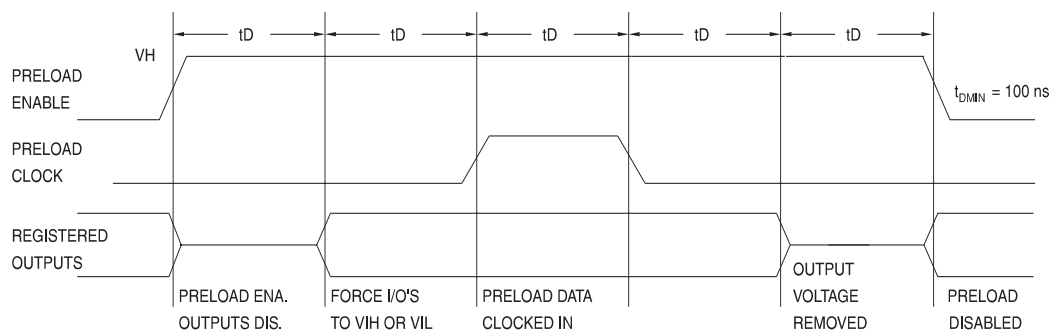 tD tD tD tD tD
VH
PRELOAD
ENABLE
t_DMIN = 100 ns
PRELOAD
CLOCK
REGISTERED
OUTPUTS
PRELOAD ENA.
OUTPUTS DIS.
FORCE I/O'S
TO VIH OR VIL
PRELOAD DATA
CLOCKED IN
OUTPUT
VOLTAGE
REMOVED
PRELOAD
DISABLED